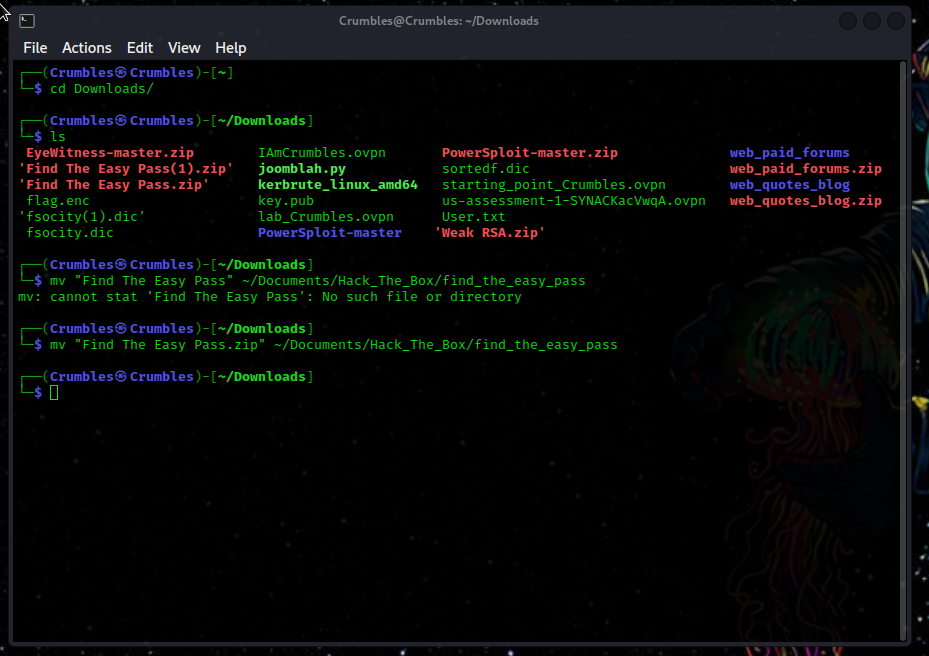 Crumbles@Crumbles: ~/Downloads
File Actions Edit View Help
┌──(Crumbles㉿Crumbles)-[~]
└─$ cd Downloads/
┌──(Crumbles㉿Crumbles)-[~/Downloads]
└─$ ls
EyeWitness-master.zip IAmCrumbles.ovpn PowerSploit-master.zip web_paid_forums
'Find The Easy Pass(1).zip' joomblah.py sortedf.dic web_paid_forums.zip
'Find The Easy Pass.zip' kerbrute_linux_amd64 starting_point_Crumbles.ovpn web_quotes_blog
flag.enc key.pub us-assessment-1-SYNACKacVwqA.ovpn web_quotes_blog.zip
'fsocity(1).dic' lab_Crumbles.ovpn User.txt
fsocity.dic PowerSploit-master 'Weak RSA.zip'
┌──(Crumbles㉿Crumbles)-[~/Downloads]
└─$ mv "Find The Easy Pass" ~/Documents/Hack_The_Box/find_the_easy_pass
mv: cannot stat 'Find The Easy Pass': No such file or directory
┌──(Crumbles㉿Crumbles)-[~/Downloads]
└─$ mv "Find The Easy Pass.zip" ~/Documents/Hack_The_Box/find_the_easy_pass
┌──(Crumbles㉿Crumbles)-[~/Downloads]
└─$